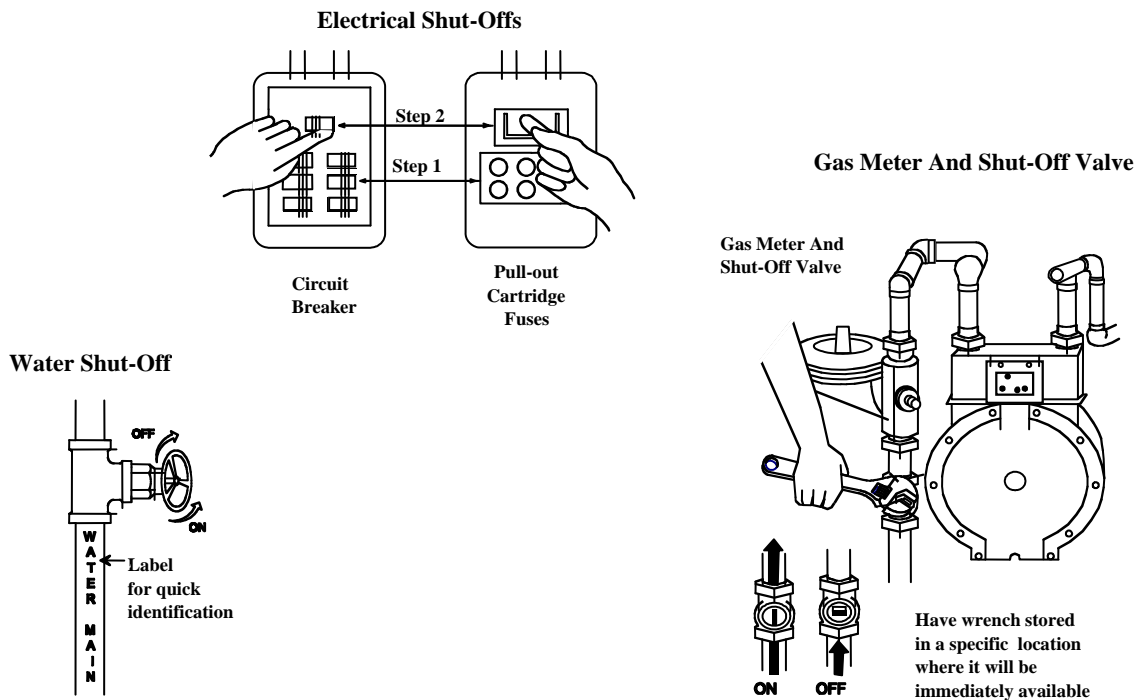 Electrical Shut-Offs
Step 2
Step 1
Circuit
Breaker
Pull-out
Cartridge
Fuses
Gas Meter And Shut-Off Valve
Gas Meter And
Shut-Off Valve
Water Shut-Off
OFF
ON
WATER MAIN
Label
for quick
identification
ON
OFF
Have wrench stored
in a specific location
where it will be
immediately available